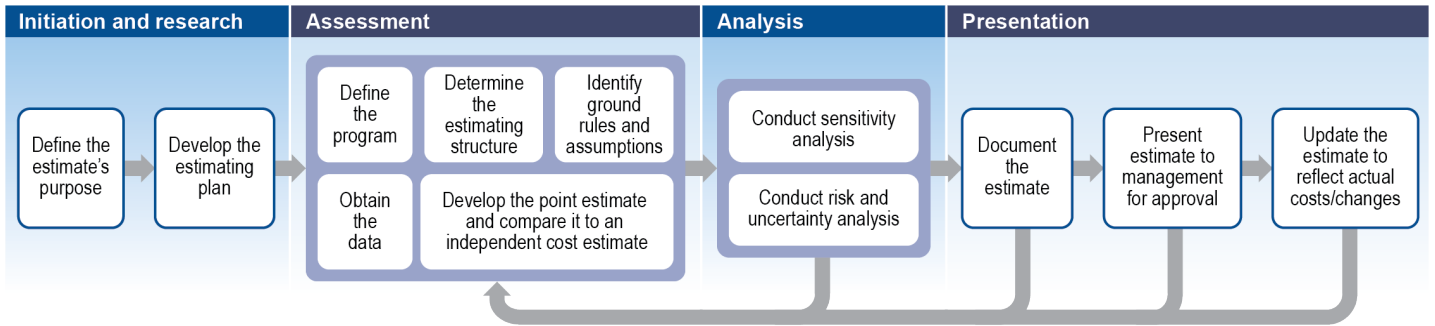 Initiation and research
Assessment
Analysis
Presentation
Define the
estimate's
purpose
Develop the
estimating
plan
Define
the
program
Determine
the
estimating
structure
Identify
ground
rules and
assumptions
Obtain
the
data
Develop the point estimate
and compare it to an
independent cost estimate
Conduct sensitivity
analysis
Conduct risk and
uncertainty analysis
Document
the
estimate
Present
estimate to
management
for approval
Update the
estimate to
reflect actual
costs/changes